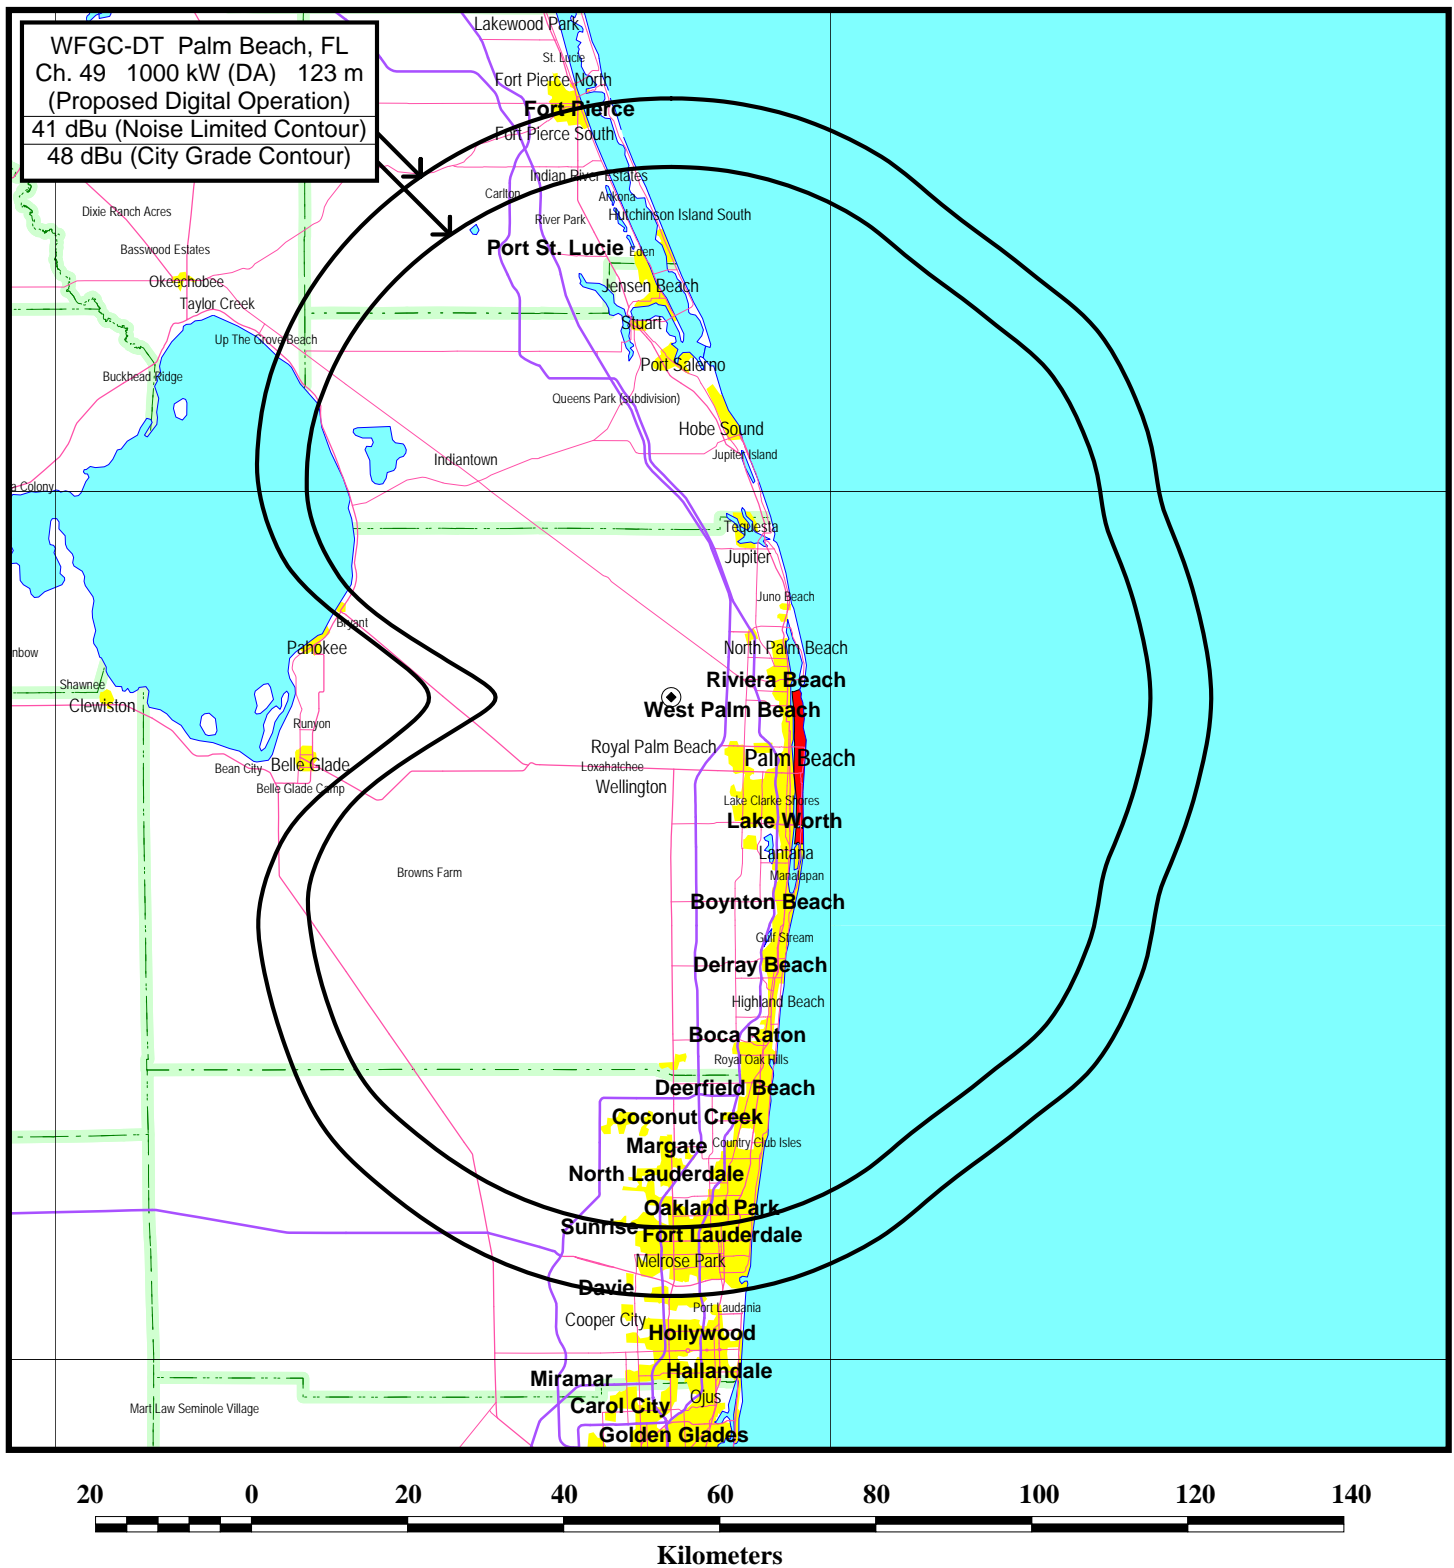 WFGC-DT Palm Beach, FL
Ch. 49 1000 kW (DA) 123 m
(Proposed Digital Operation)
41 dBu (Noise Limited Contour)
48 dBu (City Grade Contour)
Lakewood Park
St. Lucie
Fort Pierce North
Fort Pierce
Fort Pierce South
Indian River Estates
Carlton
Ankona
Dixie Ranch Acres
River Park
Hutchinson Island South
Basswood Estates
Port St. Lucie
Eden
Okeechobee
Jensen Beach
Taylor Creek
Stuart
Up The Grove Beach
Port Salerno
Buckhead Ridge
Queens Park (subdivision)
Hobe Sound
Jupiter Island
Indiantown
a Colony
Tequesta
Jupiter
Juno Beach
Bryant
Pahokee
North Palm Beach
nbow
Riviera Beach
Shawnee
Clewiston
West Palm Beach
Runyon
Royal Palm Beach
Palm Beach
Bean City
Belle Glade
Loxahatchee
Belle Glade Camp
Wellington
Lake Clarke Shores
Lake Worth
Lantana
Browns Farm
Manalapan
Boynton Beach
Gulf Stream
Delray Beach
Highland Beach
Boca Raton
Royal Oak Hills
Deerfield Beach
Coconut Creek
Margate
Country Club Isles
North Lauderdale
Oakland Park
Sunrise
Fort Lauderdale
Melrose Park
Davie
Port Laudania
Cooper City
Hollywood
Hallandale
Miramar
Ojus
Mart Law Seminole Village
Carol City
Golden Glades
20 0 20 40 60 80 100 120 140
Kilometers